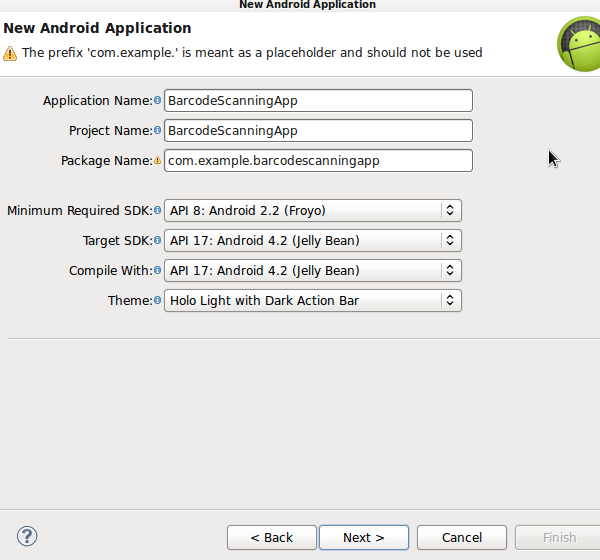 New Android Application
New Android Application
The prefix 'com.example.' is meant as a placeholder and should not be used
Application Name: BarcodeScanningApp
Project Name: BarcodeScanningApp
Package Name: com.example.barcodescanningapp
Minimum Required SDK: API 8: Android 2.2 (Froyo)
Target SDK: API 17: Android 4.2 (Jelly Bean)
Compile With: API 17: Android 4.2 (Jelly Bean)
Theme: Holo Light with Dark Action Bar
? < Back Next > Cancel Finish